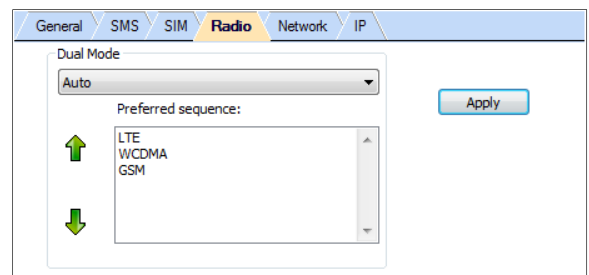 General SMS SIM Radio Network IP
Dual Mode
Auto
Apply
Preferred sequence:
LTE
WCDMA
GSM